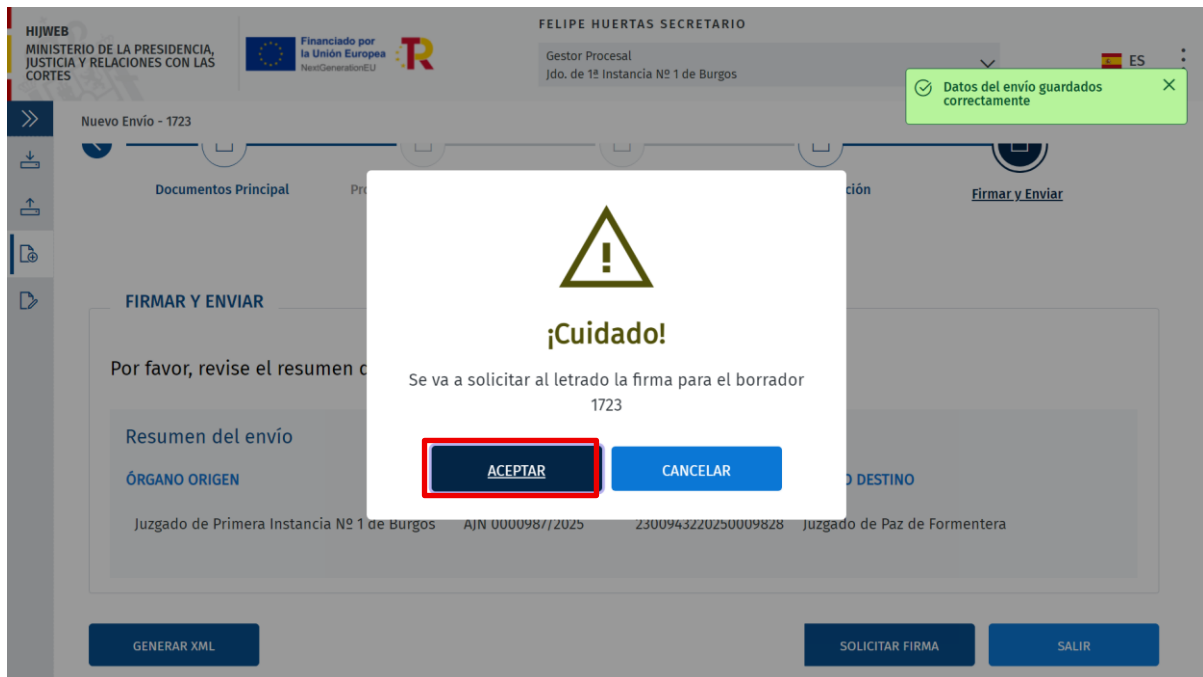 HIJWEB
MINISTERIO DE LA PRESIDENCIA,
JUSTICIA Y RELACIONES CON LAS
CORTES
Financiado por
la Unión Europea
NextGenerationEU
R
FELIPE HUERTAS SECRETARIO
Gestor Procesal
Jdo. de 1ª Instancia Nº 1 de Burgos
ES
Datos del envío guardados
correctamente
Nuevo Envío - 1723
Documentos Principal
Pr
ción
Firmar y Enviar
FIRMAR Y ENVIAR
Por favor, revise el resumen d
¡Cuidado!
Se va a solicitar al letrado la firma para el borrador
1723
ACEPTAR
CANCELAR
Resumen del envío
ÓRGANO ORIGEN
O DESTINO
Juzgado de Primera Instancia Nº 1 de Burgos
AJN 0000987/2025
2300943220250009828
Juzgado de Paz de Formentera
GENERAR XML
SOLICITAR FIRMA
SALIR